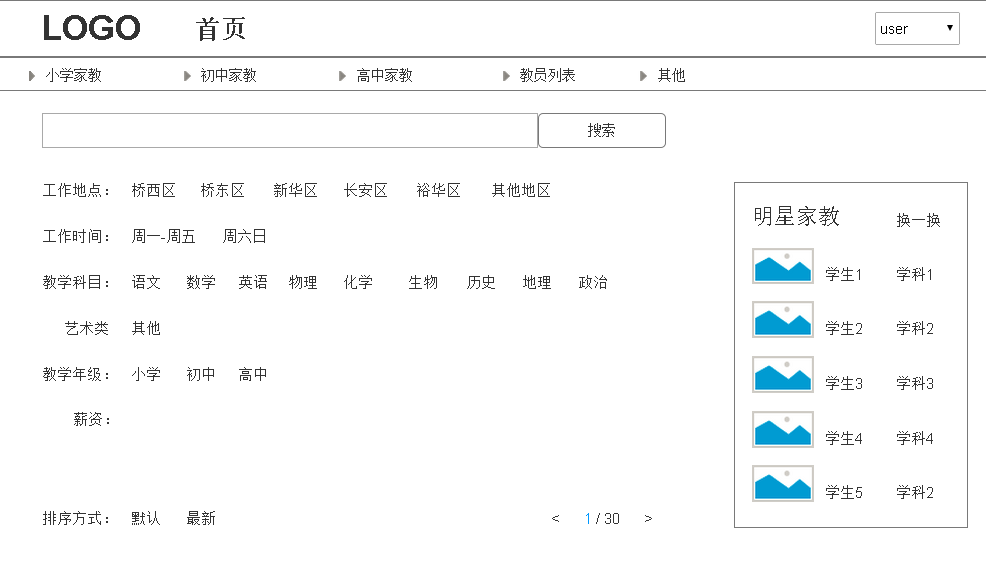 LOGO 首页 user
小学家教 初中家教 高中家教 教员列表 其他
搜索
工作地点： 桥西区 桥东区 新华区 长安区 裕华区 其他地区
工作时间： 周一-周五 周六日
教学科目： 语文 数学 英语 物理 化学 生物 历史 地理 政治
艺术类 其他
教学年级： 小学 初中 高中
薪资：
排序方式： 默认 最新 < 1 / 30 >
明星家教 换一换
学生1 学科1
学生2 学科2
学生3 学科3
学生4 学科4
学生5 学科2